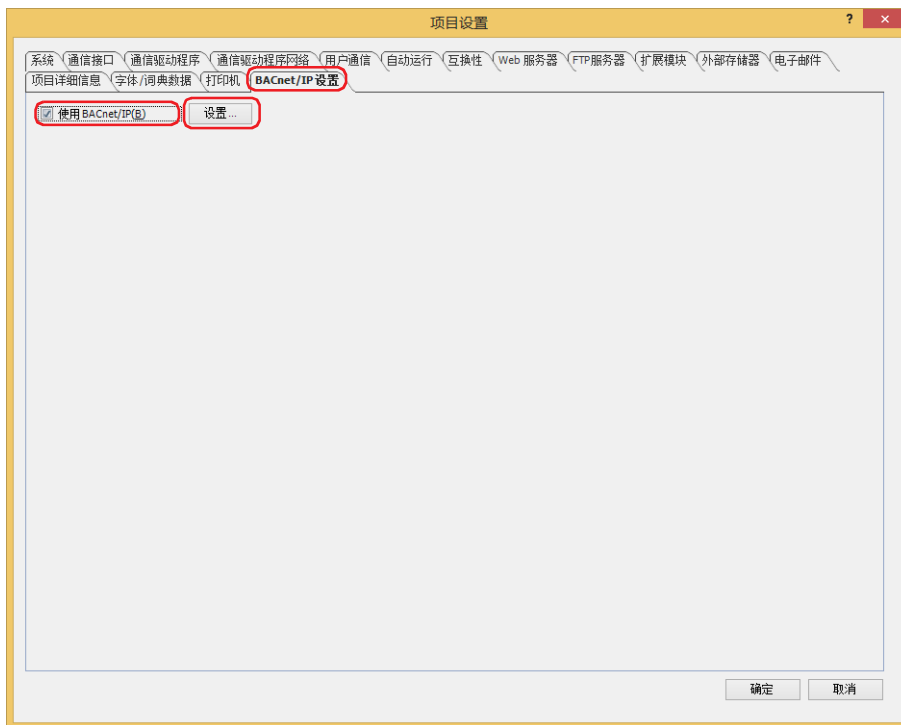 项目设置 ? ×
系统 通信接口 通信驱动程序 通信驱动程序网络 用户通信 自动运行 互换性 Web 服务器 FTP服务器 扩展模块 外部存储器 电子邮件
项目详细信息 字体/词典数据 打印机 BACnet/IP 设置
使用 BACnet/IP(B) 设置...
确定 取消